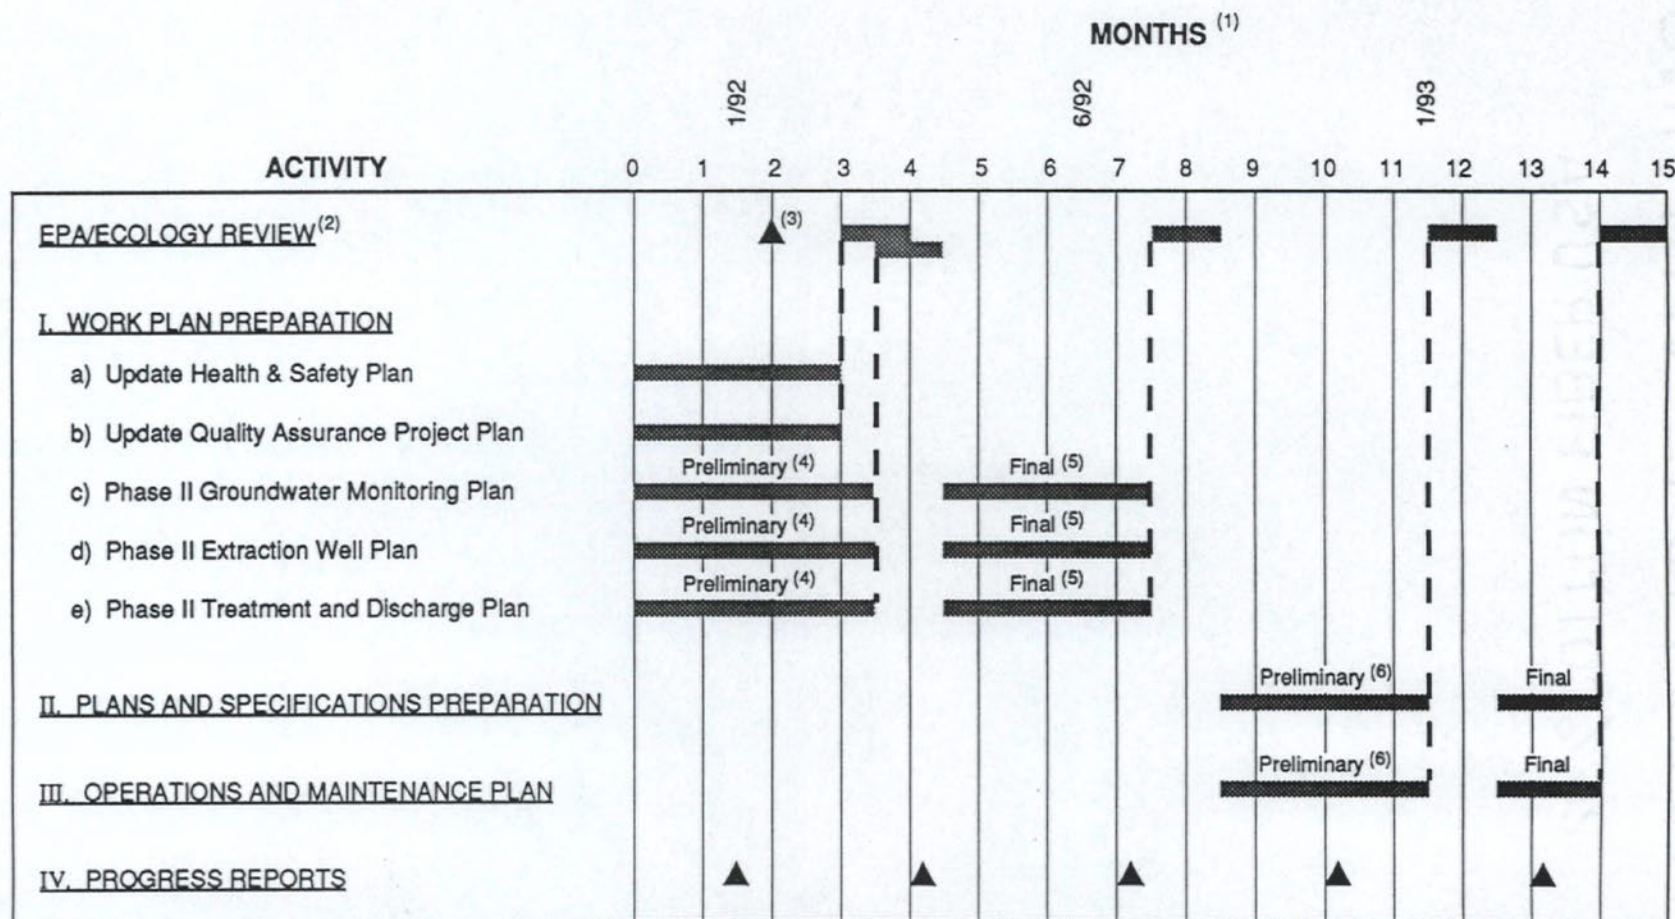 MONTHS (1)
1/92 6/92 1/93
ACTIVITY 0 1 2 3 4 5 6 7 8 9 10 11 12 13 14 15
EPA/ECOLOGY REVIEW(2) (3)
I. WORK PLAN PREPARATION
a) Update Health & Safety Plan
b) Update Quality Assurance Project Plan
Preliminary (4) Final (5)
c) Phase II Groundwater Monitoring Plan
Preliminary (4) Final (5)
d) Phase II Extraction Well Plan
Preliminary (4) Final (5)
e) Phase II Treatment and Discharge Plan
Preliminary (6) Final
II. PLANS AND SPECIFICATIONS PREPARATION
Preliminary (6) Final
III. OPERATIONS AND MAINTENANCE PLAN
IV. PROGRESS REPORTS